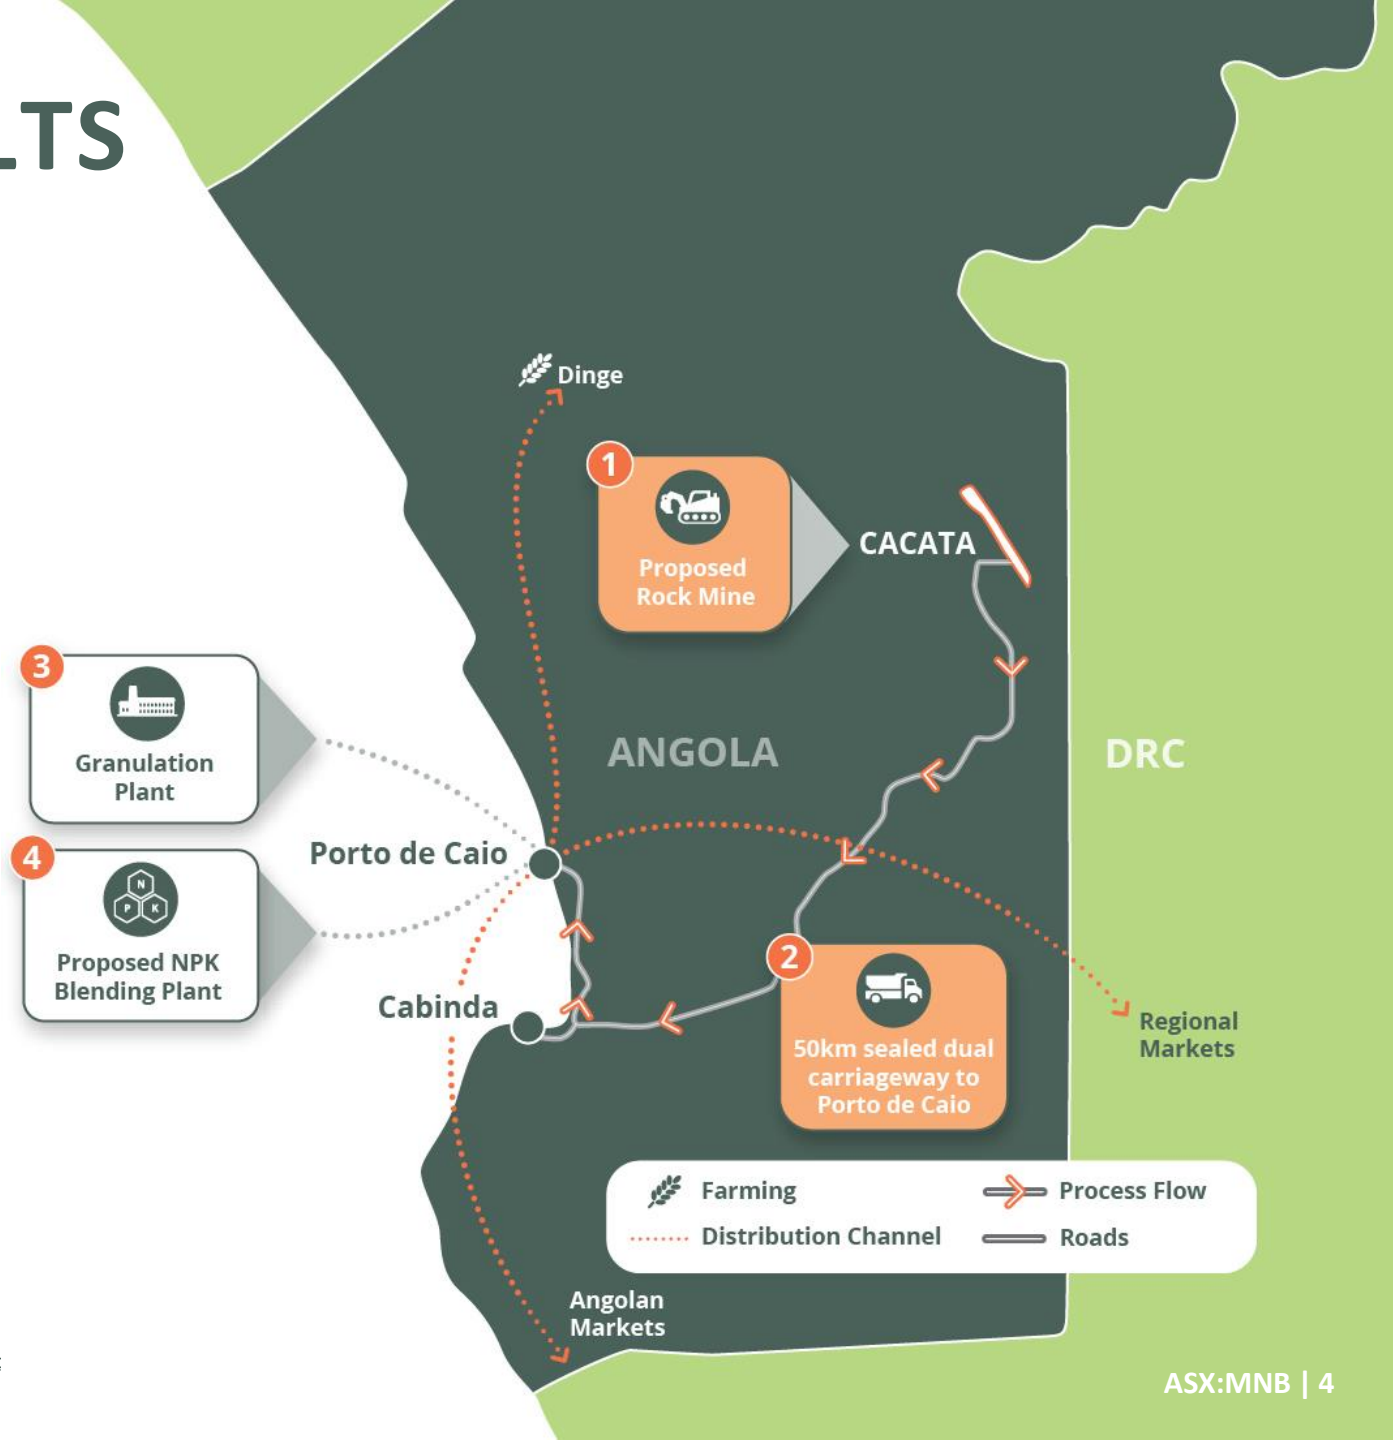 LTS
Dinge
1
Proposed
Rock Mine
CACATA
3
Granulation
Plant
ANGOLA
DRC
Porto de Caio
4
N
P K
Proposed NPK
Blending Plant
Cabinda
2
50km sealed dual
carriageway to
Porto de Caio
Regional
Markets
Farming
Process Flow
Distribution Channel
Roads
Angolan
Markets
ASX:MNB | 4